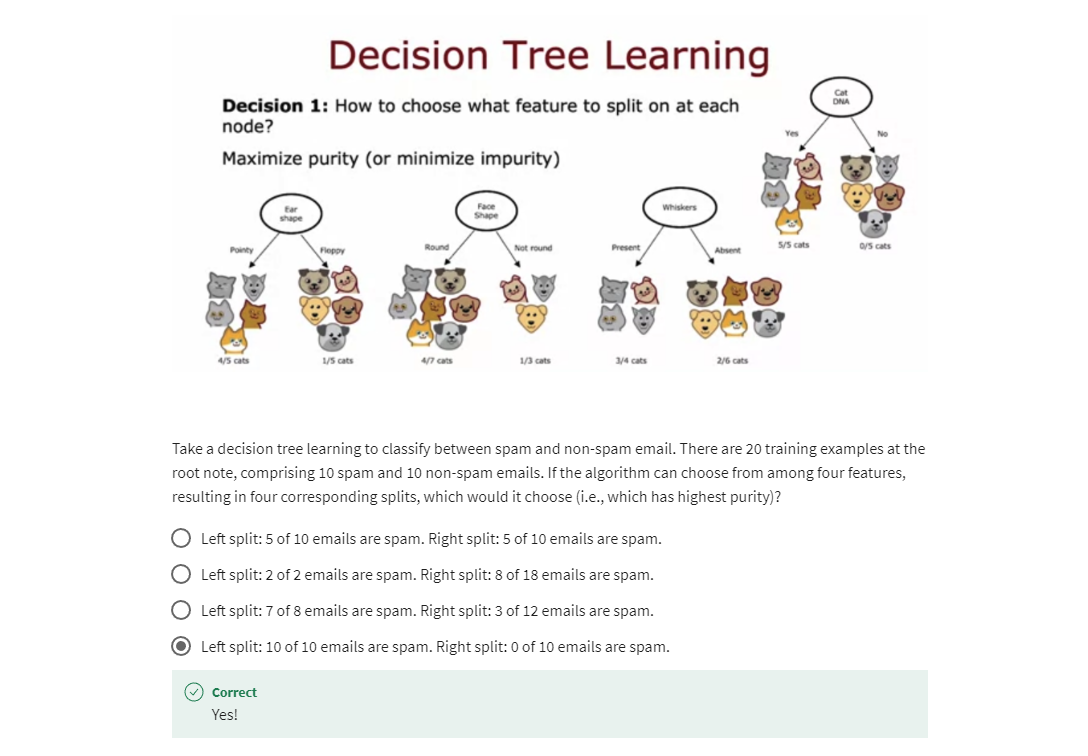 Decision Tree Learning
Decision 1: How to choose what feature to split on at each
node?
Maximize purity (or minimize impurity)
Cat
DNA
Yes
No
5/5 cats
0/5 cats
Ear
shape
Pointy
Floppy
4/5 cats
1/5 cats
Face
Shape
Round
Not round
4/7 cats
1/3 cats
Whiskers
Present
Absent
3/4 cats
2/6 cats
Take a decision tree learning to classify between spam and non-spam email. There are 20 training examples at the
root note, comprising 10 spam and 10 non-spam emails. If the algorithm can choose from among four features,
resulting in four corresponding splits, which would it choose (i.e., which has highest purity)?
Left split: 5 of 10 emails are spam. Right split: 5 of 10 emails are spam.
Left split: 2 of 2 emails are spam. Right split: 8 of 18 emails are spam.
Left split: 7 of 8 emails are spam. Right split: 3 of 12 emails are spam.
Left split: 10 of 10 emails are spam. Right split: 0 of 10 emails are spam.
Correct
Yes!